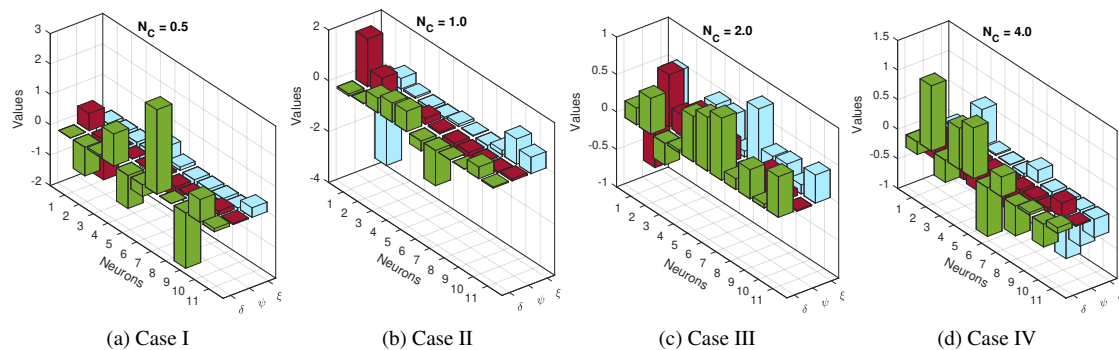 N_C = 0.5
3
2
1
0
-1
-2
Values
1
2
3
4
5
6
7
8
9
10
11
Neurons
δ
ψ
ξ
(a) Case I
N_C = 1.0
2
0
-2
-4
Values
1
2
3
4
5
6
7
8
9
10
11
Neurons
δ
ψ
ξ
(b) Case II
N_C = 2.0
1
0.5
0
-0.5
-1
Values
1
2
3
4
5
6
7
8
9
10
11
Neurons
δ
ψ
ξ
(c) Case III
N_C = 4.0
1.5
1
0.5
0
-0.5
-1
Values
1
2
3
4
5
6
7
8
9
10
11
Neurons
δ
ψ
ξ
(d) Case IV